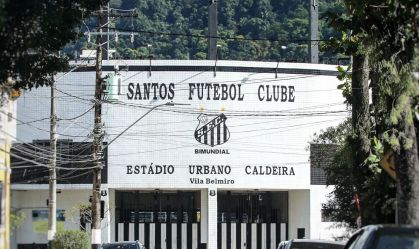 SANTOS FUTEBOL CLUBE
BIMUNDIAL
ESTÁDIO URBANO CALDEIRA
Vila Belmiro